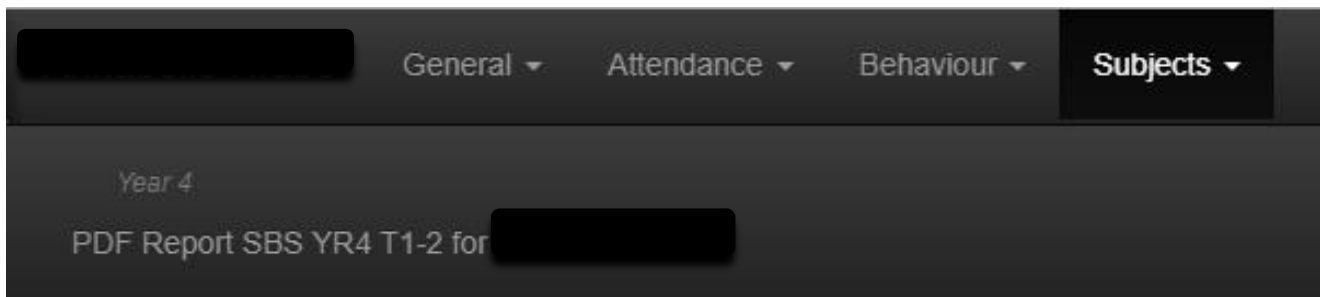 General Attendance Behaviour Subjects
Year 4
PDF Report SBS YR4 T1-2 for